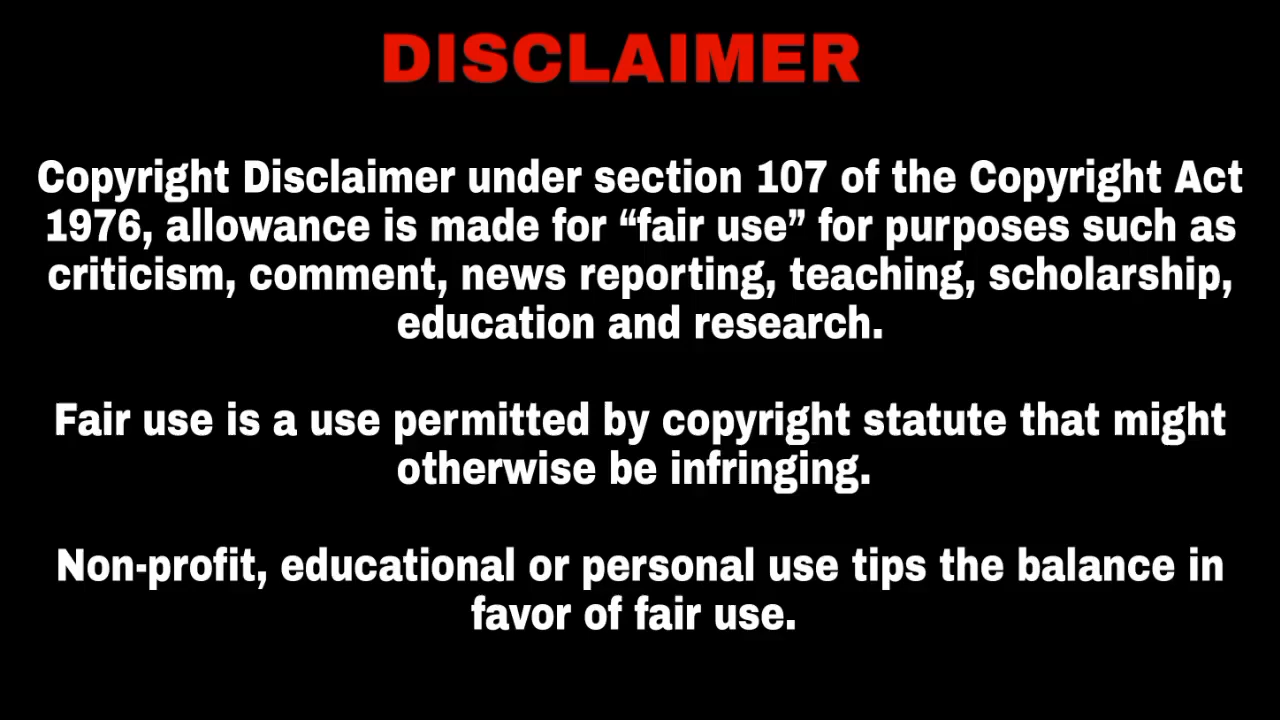 DISCLAIMER
Copyright Disclaimer under section 107 of the Copyright Act
1976, allowance is made for “fair use” for purposes such as
criticism, comment, news reporting, teaching, scholarship,
education and research.
Fair use is a use permitted by copyright statute that might
otherwise be infringing.
Non-profit, educational or personal use tips the balance in
favor of fair use.